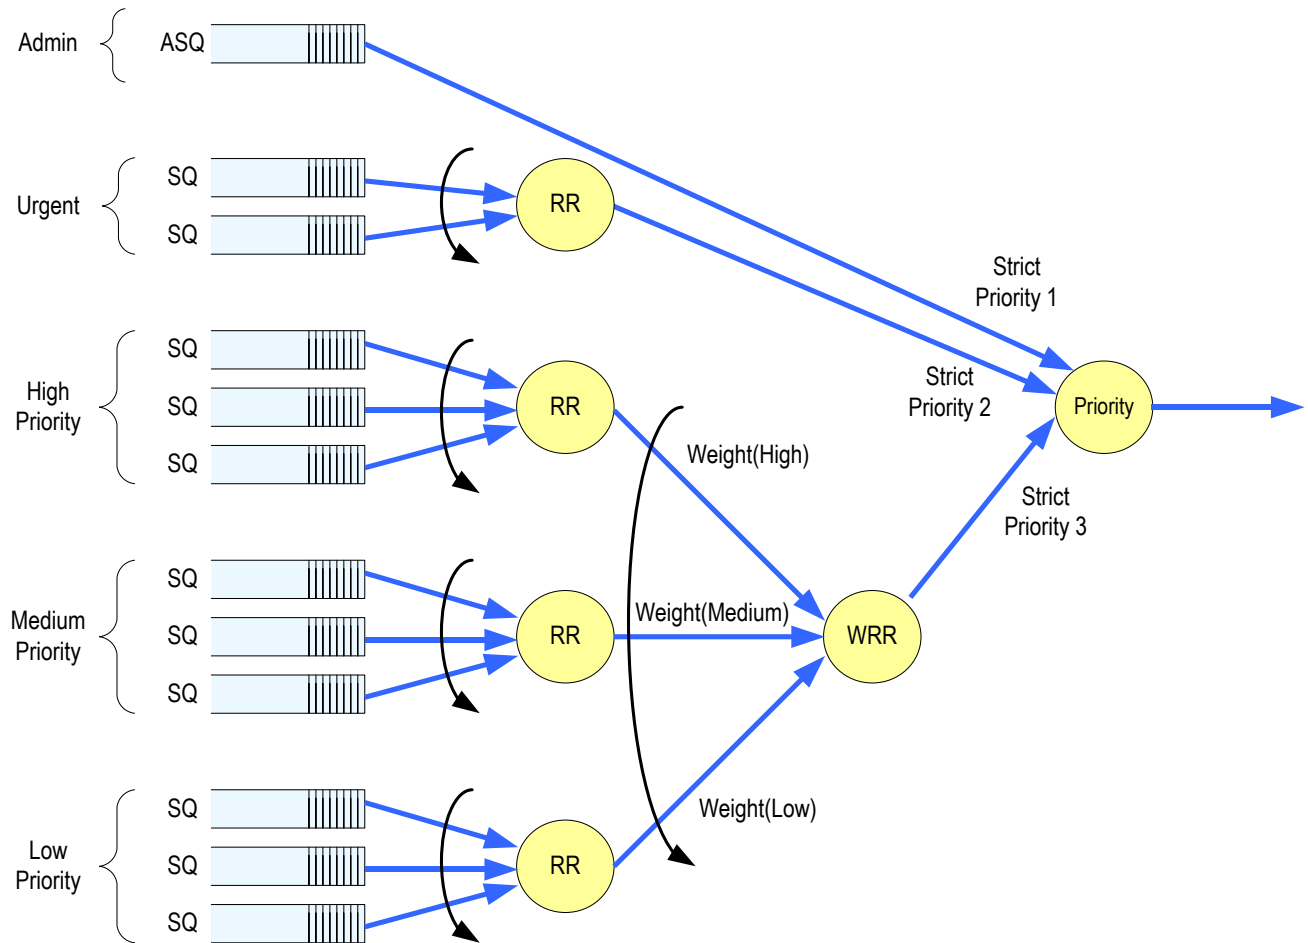 Admin
ASQ
Urgent
SQ
SQ
RR
Strict
Priority 1
High
Priority
SQ
SQ
SQ
RR
Strict
Priority 2
Priority
Weight(High)
Strict
Priority 3
Medium
Priority
SQ
SQ
SQ
RR
Weight(Medium)
WRR
Low
Priority
SQ
SQ
SQ
RR
Weight(Low)